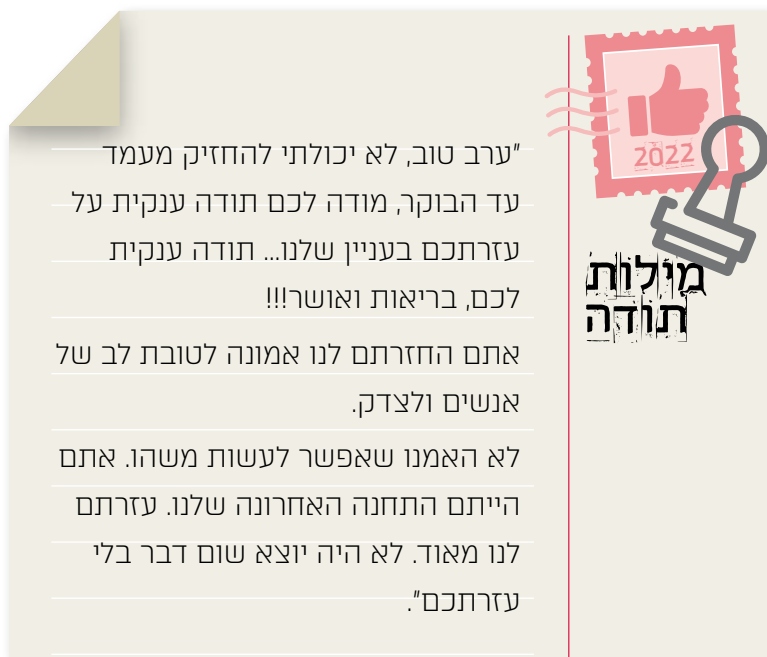 2022
מילות
תודה
"ערב טוב, לא יכולתי להחזיק מעמד
עד הבוקר, מודה לכם תודה ענקית על
עזרתכם בעניין שלנו... תודה ענקית
לכם, בריאות ואושר!!!
אתם החזרתם לנו אמונה לטובת לב של
אנשים ולצדק.
לא האמנו שאפשר לעשות משהו. אתם
הייתם התחנה האחרונה שלנו. עזרתם
לנו מאוד. לא היה יוצא שום דבר בלי
עזרתכם".